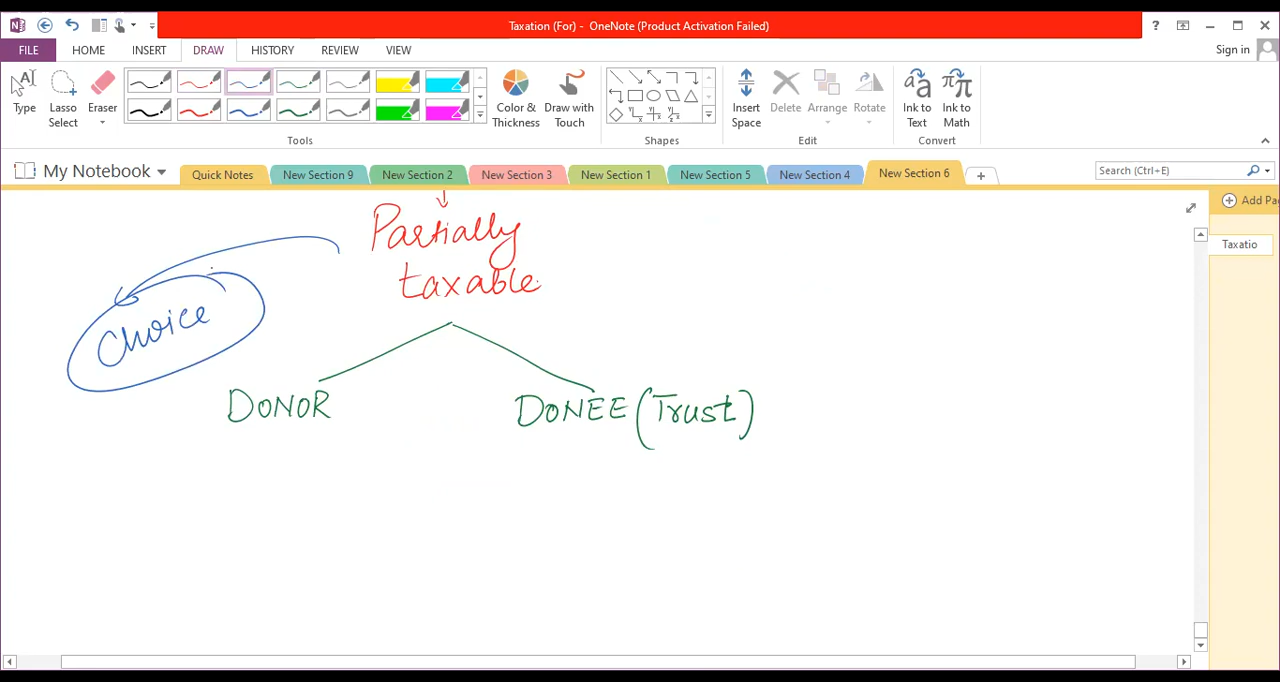 Taxation (For) - OneNote (Product Activation Failed)
?
FILE HOME INSERT DRAW HISTORY REVIEW VIEW
Sign in
Type
Lasso Select
Eraser
Color & Thickness
Draw with Touch
Insert Space
Delete
Arrange
Rotate
Ink to Text
Ink to Math
Tools
Shapes
Edit
Convert
My Notebook
Quick Notes
New Section 9
New Section 2
New Section 3
New Section 1
New Section 5
New Section 4
New Section 6
Search (Ctrl+E)
Add Pa
Taxatio
Partially
taxable
Choice
DONOR
DONEE (Trust)